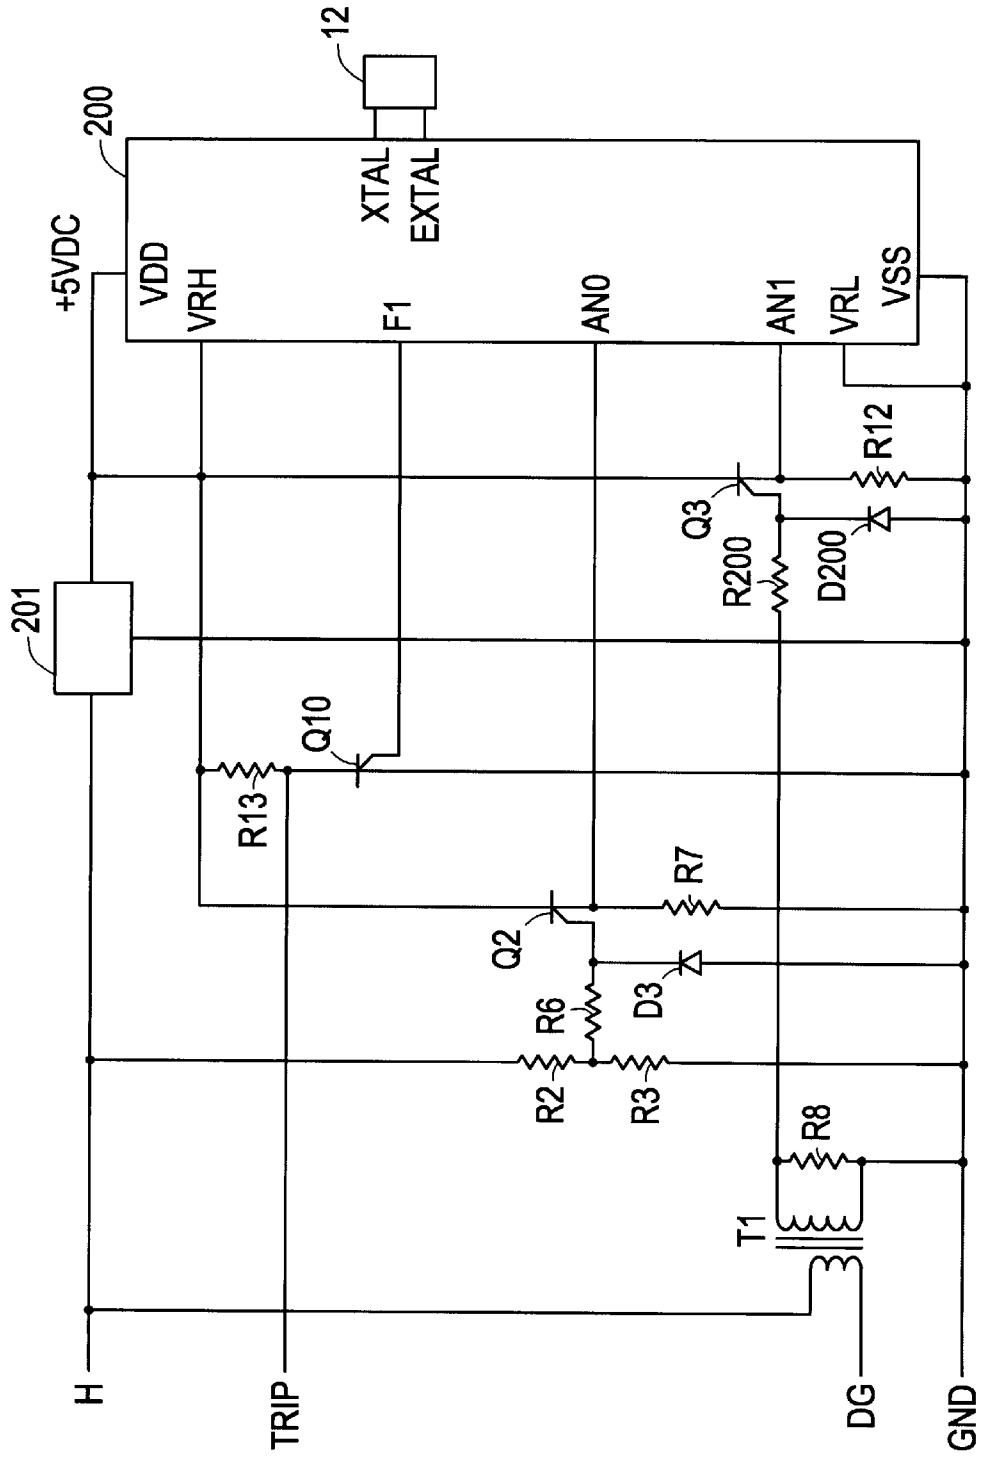 H
TRIP
DG
GND
T1
R8
R2
R3
R6
D3
Q2
R7
R13
Q10
201
R200
D200
Q3
R12
+5VDC
200
VDD
VRH
F1
AN0
AN1
VRL
VSS
XTAL
EXTAL
12